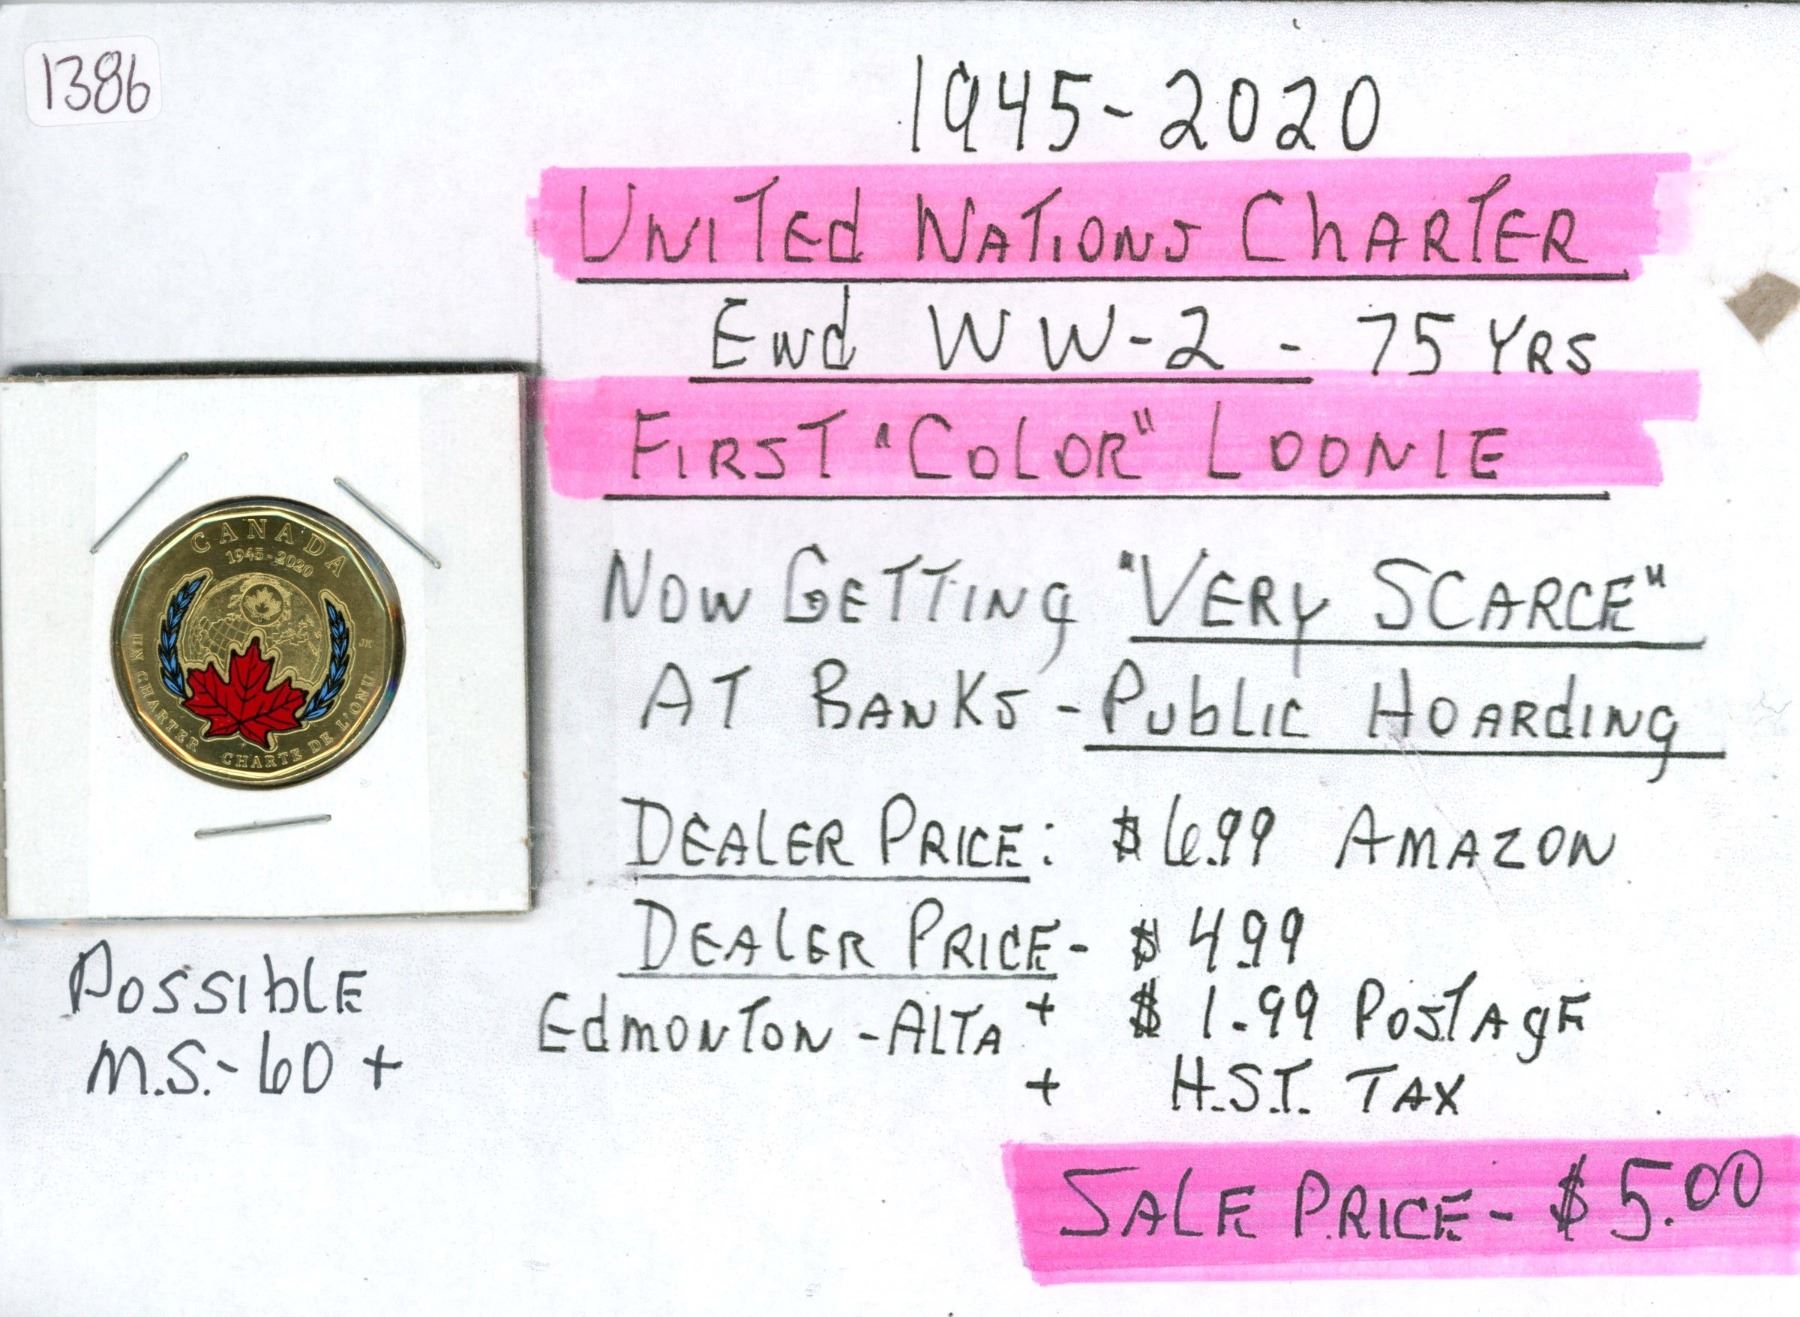 1386
1945-2020
UNITEd NATIONS ChARTER
ENd WW-2 - 75 YRS
FIRST "COLOR" LOONIE
NOW GETTING "VERY SCARCE"
AT BANKS - PUbLIC HOARdING
DEALER PRICE: $6.99 AMAZON
DEALER PRICE - $4.99
EdMONTON - ALTA + $1.99 POSTAgE
+ H.S.T. TAX
SALE PRICE - $5.00
CANADA
1945-2020
UN CHARTER CHARTE DE L'ONU
JK
POSSIbLE
M.S.-60+